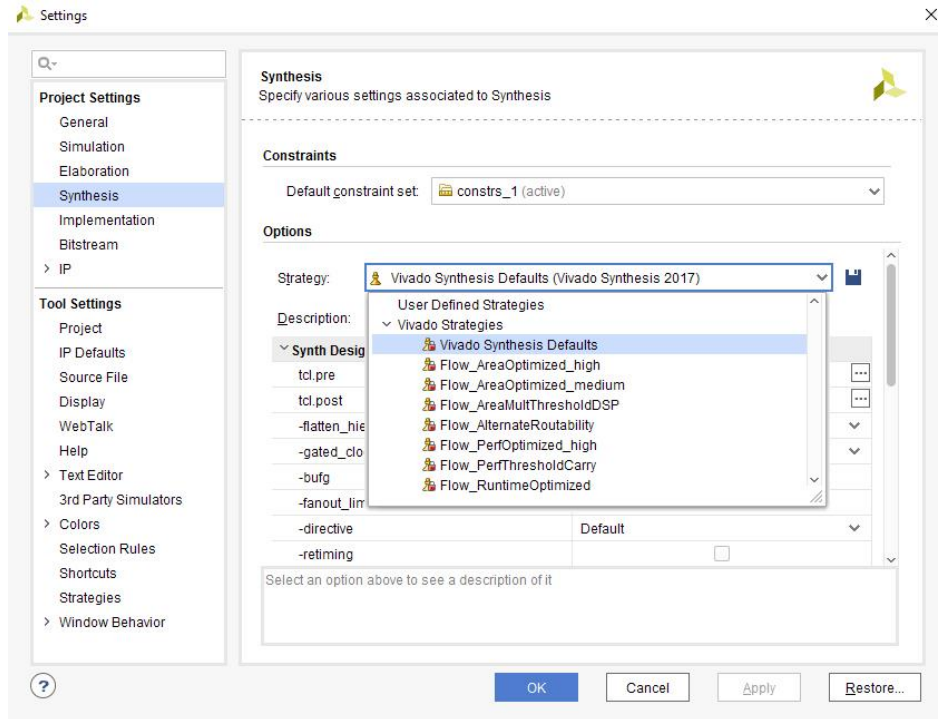 Settings
Project Settings
General
Simulation
Elaboration
Synthesis
Implementation
Bitstream
IP
Tool Settings
Project
IP Defaults
Source File
Display
WebTalk
Help
Text Editor
3rd Party Simulators
Colors
Selection Rules
Shortcuts
Strategies
Window Behavior
Synthesis
Specify various settings associated to Synthesis
Constraints
Default constraint set: constrs_1 (active)
Options
Strategy: Vivado Synthesis Defaults (Vivado Synthesis 2017)
User Defined Strategies
Description:
Vivado Strategies
Vivado Synthesis Defaults
Flow_AreaOptimized_high
Flow_AreaOptimized_medium
Flow_AreaMultThresholdDSP
Flow_AlternateRoutability
Flow_PerfOptimized_high
Flow_PerfThresholdCarry
Flow_RuntimeOptimized
Synth Desig
tcl.pre
tcl.post
-flatten_hie
-gated_clo
-bufg
-fanout_lim
-directive Default
-retiming
Select an option above to see a description of it
? OK Cancel Apply Restore...